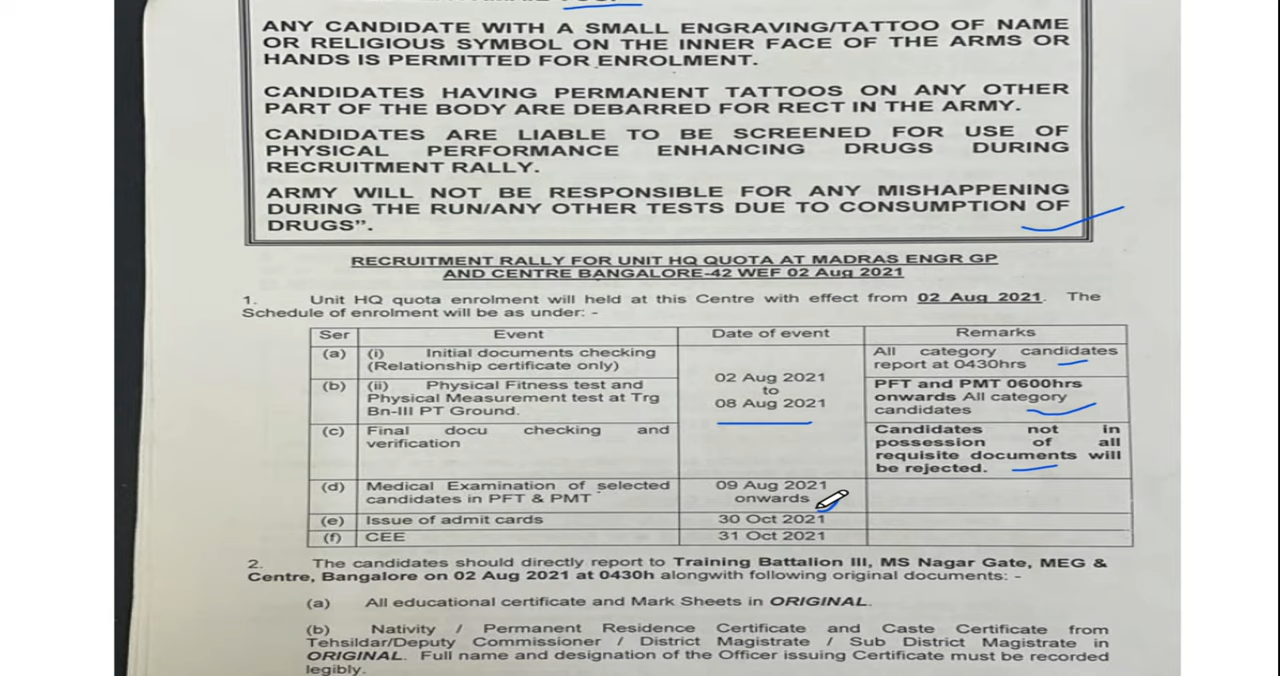 ANY CANDIDATE WITH A SMALL ENGRAVING/TATTOO OF NAME
OR RELIGIOUS SYMBOL ON THE INNER FACE OF THE ARMS OR
HANDS IS PERMITTED FOR ENROLMENT.
CANDIDATES HAVING PERMANENT TATTOOS ON ANY OTHER
PART OF THE BODY ARE DEBARRED FOR RECT IN THE ARMY.
CANDIDATES ARE LIABLE TO BE SCREENED FOR USE OF
PHYSICAL PERFORMANCE ENHANCING DRUGS DURING
RECRUITMENT RALLY.
ARMY WILL NOT BE RESPONSIBLE FOR ANY MISHAPPENING
DURING THE RUN/ANY OTHER TESTS DUE TO CONSUMPTION OF
DRUGS”.
RECRUITMENT RALLY FOR UNIT HQ QUOTA AT MADRAS ENGR GP
AND CENTRE BANGALORE-42 WEF 02 Aug 2021
1. Unit HQ quota enrolment will held at this Centre with effect from 02 Aug 2021. The
Schedule of enrolment will be as under: -
Ser Event Date of event Remarks
(a) (i) Initial documents checking
(Relationship certificate only)
02 Aug 2021
to
08 Aug 2021
All category candidates
report at 0430hrs
(b) (ii) Physical Fitness test and
Physical Measurement test at Trg
Bn-III PT Ground.
PFT and PMT 0600hrs
onwards All category
candidates
(c) Final docu checking and
verification
Candidates not in
possession of all
requisite documents will
be rejected.
(d) Medical Examination of selected
candidates in PFT & PMT
09 Aug 2021
onwards
(e) Issue of admit cards 30 Oct 2021
(f) CEE 31 Oct 2021
2. The candidates should directly report to Training Battalion III, MS Nagar Gate, MEG &
Centre, Bangalore on 02 Aug 2021 at 0430h alongwith following original documents: -
(a) All educational certificate and Mark Sheets in ORIGINAL.
(b) Nativity / Permanent Residence Certificate and Caste Certificate from
Tehsildar/Deputy Commissioner / District Magistrate / Sub District Magistrate in
ORIGINAL. Full name and designation of the Officer issuing Certificate must be recorded
legibly.